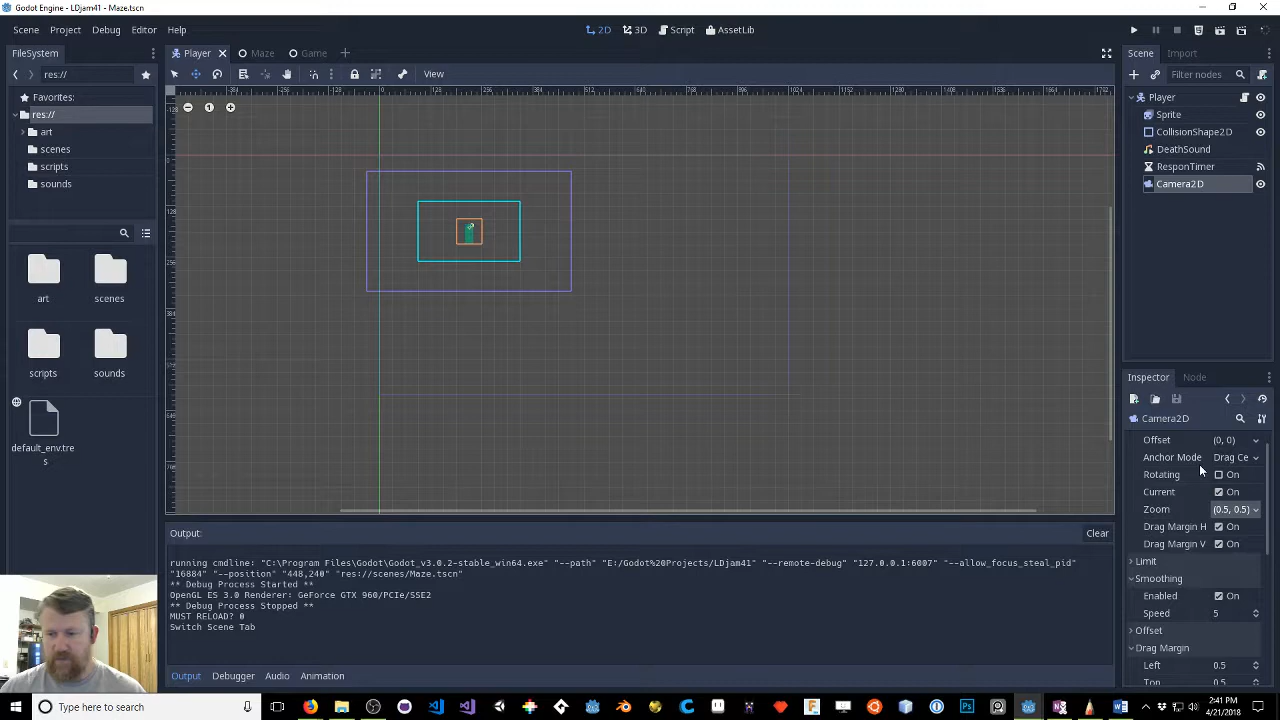 Godot Engine - LDjam41 - Maze.tscn
Scene Project Debug Editor Help
2D 3D Script AssetLib
FileSystem
Player Maze Game
Scene Import
res://
View
Filter nodes
Favorites:
res://
art
scenes
scripts
sounds
Player
Sprite
CollisionShape2D
DeathSound
ResponTimer
Camera2D
art scenes
scripts sounds
default_env.tre
s
Inspector Node
Camera2D
Offset (0, 0)
Anchor Mode Drag Ce
Rotating On
Current On
Zoom (0.5, 0.5)
Drag Margin H On
Drag Margin V On
Limit
Smoothing
Enabled On
Speed 5
Offset
Drag Margin
Left 0.5
Top 0.5
Output: Clear
running cmdline: "C:\Program Files\Godot\Godot_v3.0.2-stable_win64.exe" "--path" "E:/Godot%20Projects/LDjam41" "--remote-debug" "127.0.0.1:6007" "--allow_focus_steal_pid"
"16884" "--position" "448,240" "res://scenes/Maze.tscn"
** Debug Process Started **
OpenGL ES 3.0 Renderer: GeForce GTX 960/PCIe/SSE2
** Debug Process Stopped **
MUST RELOAD? 0
Switch Scene Tab
Output Debugger Audio Animation
Type here to search
2:41 PM
4/21/2018